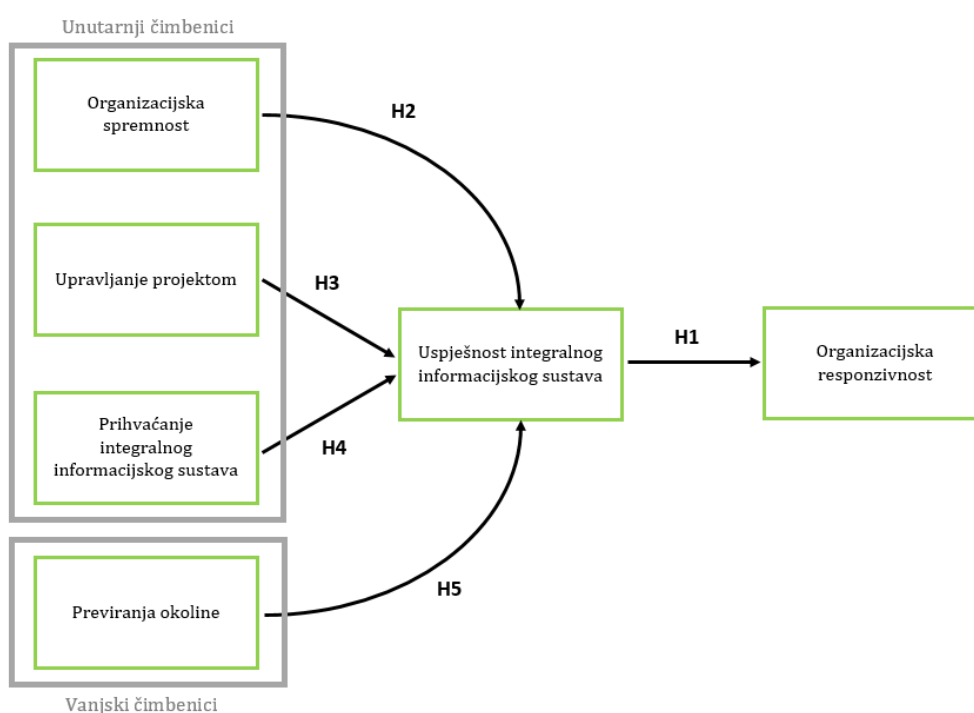 Unutarnji čimbenici
Organizacijska
spremnost
H2
Upravljanje projektom
H3
Prihvaćanje
integralnog
informacijskog sustava
H4
Uspješnost integralnog
informacijskog sustava
H1
Organizacijska
responzivnost
Previranja okoline
H5
Vanjski čimbenici